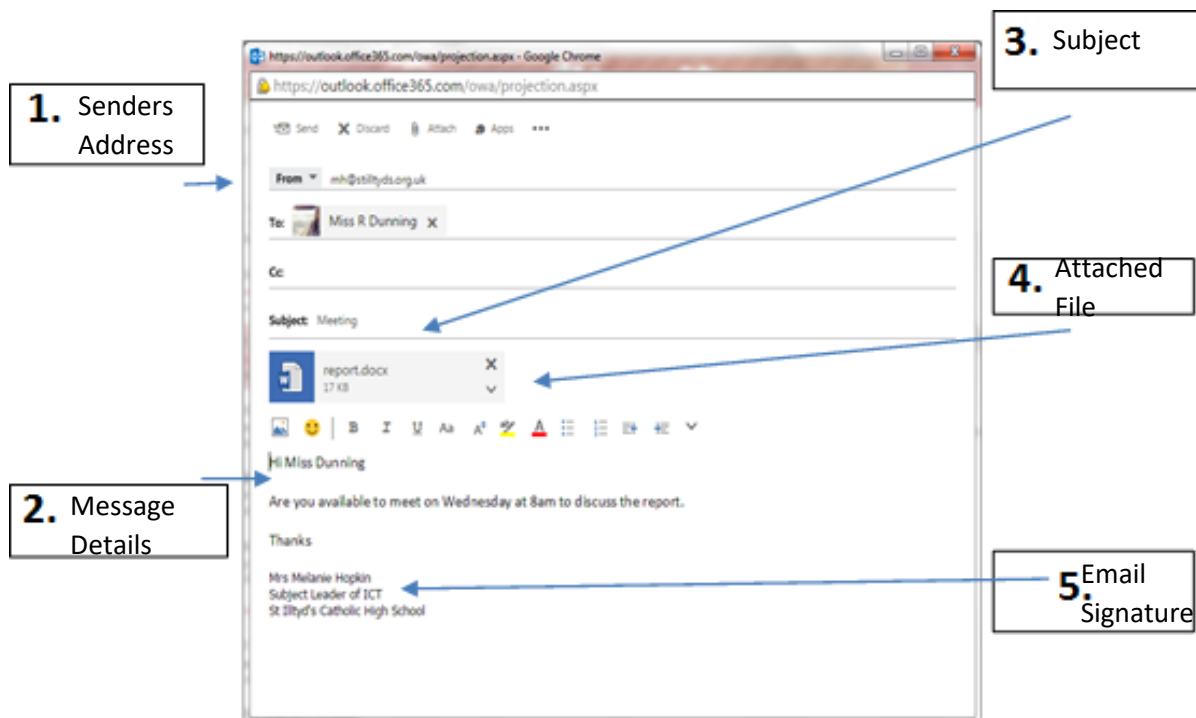 3. Subject
https://outlook.office365.com/owa/projection.aspx - Google Chrome
https://outlook.office365.com/owa/projection.aspx
1. Senders
Address
Send Discard Attach Apps •••
From mh@stilltyds.org.uk
To: Miss R Dunning
Cc:
4. Attached
File
Subject: Meeting
report.docx
17 KB
B I U Aa A A
Hi Miss Dunning
Are you available to meet on Wednesday at 8am to discuss the report.
2. Message
Details
Thanks
Mrs Melanie Hopkin
Subject Leader of ICT
St Illtyd's Catholic High School
5. Email
Signature